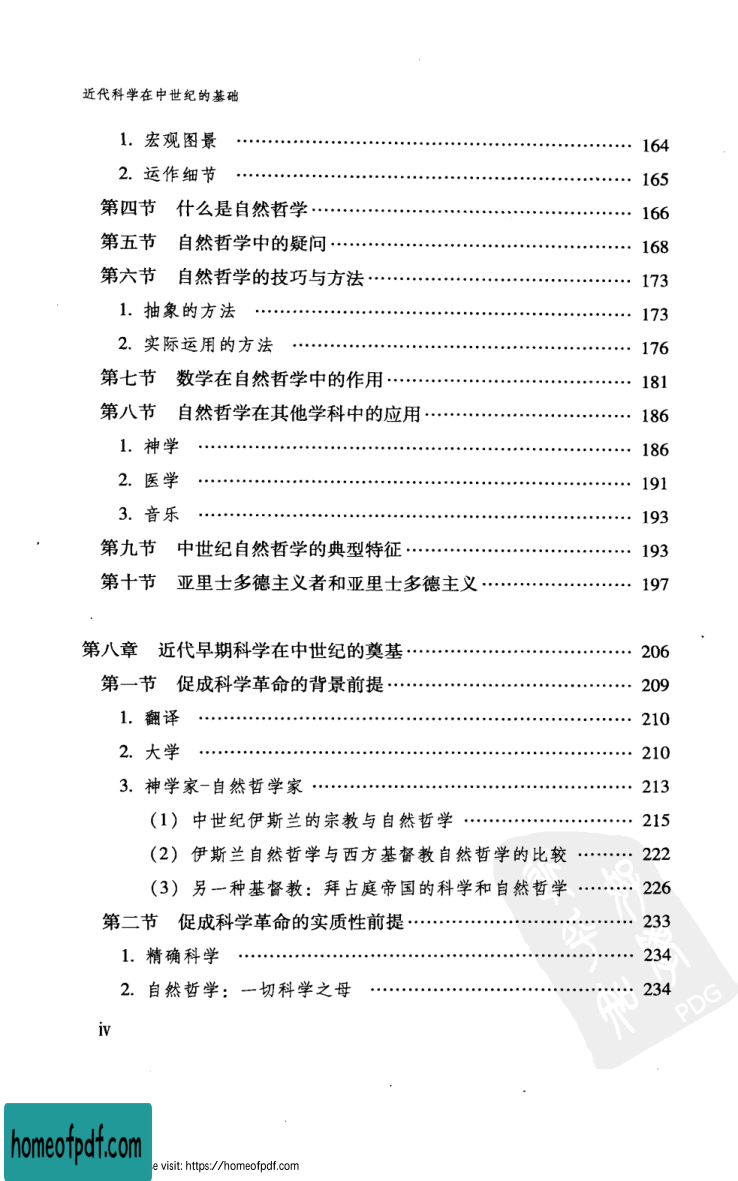 近代科学在中世纪的基础
1. 宏观图景 …… 164
2. 运作细节 …… 165
第四节 什么是自然哲学 …… 166
第五节 自然哲学中的疑问 …… 168
第六节 自然哲学的技巧与方法 …… 173
1. 抽象的方法 …… 173
2. 实际运用的方法 …… 176
第七节 数学在自然哲学中的作用 …… 181
第八节 自然哲学在其他学科中的应用 …… 186
1. 神学 …… 186
2. 医学 …… 191
3. 音乐 …… 193
第九节 中世纪自然哲学的典型特征 …… 193
第十节 亚里士多德主义者和亚里士多德主义 …… 197
第八章 近代早期科学在中世纪的奠基 …… 206
第一节 促成科学革命的背景前提 …… 209
1. 翻译 …… 210
2. 大学 …… 210
3. 神学家-自然哲学家 …… 213
(1) 中世纪伊斯兰的宗教与自然哲学 …… 215
(2) 伊斯兰自然哲学与西方基督教自然哲学的比较 …… 222
(3) 另一种基督教：拜占庭帝国的科学和自然哲学 …… 226
第二节 促成科学革命的实质性前提 …… 233
1. 精确科学 …… 234
2. 自然哲学：一切科学之母 …… 234
PDG
iv
homeofpdf.com
e visit: https://homeofpdf.com